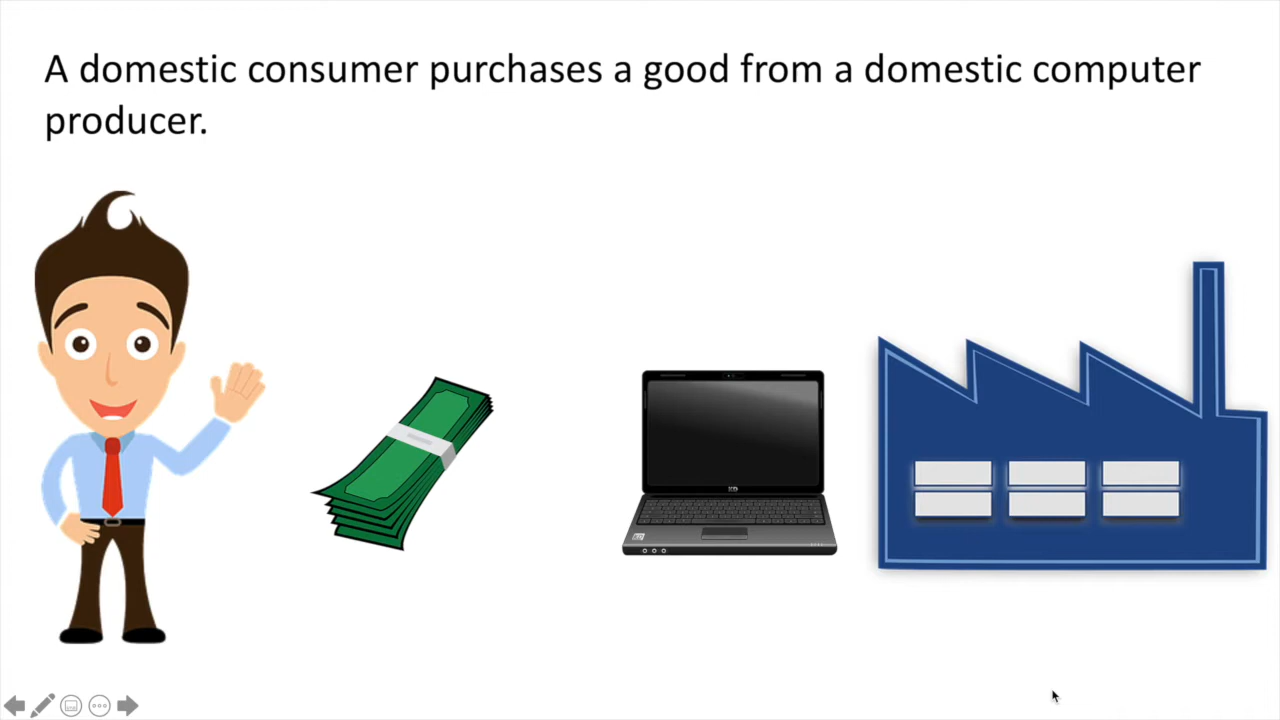 A domestic consumer purchases a good from a domestic computer
producer.